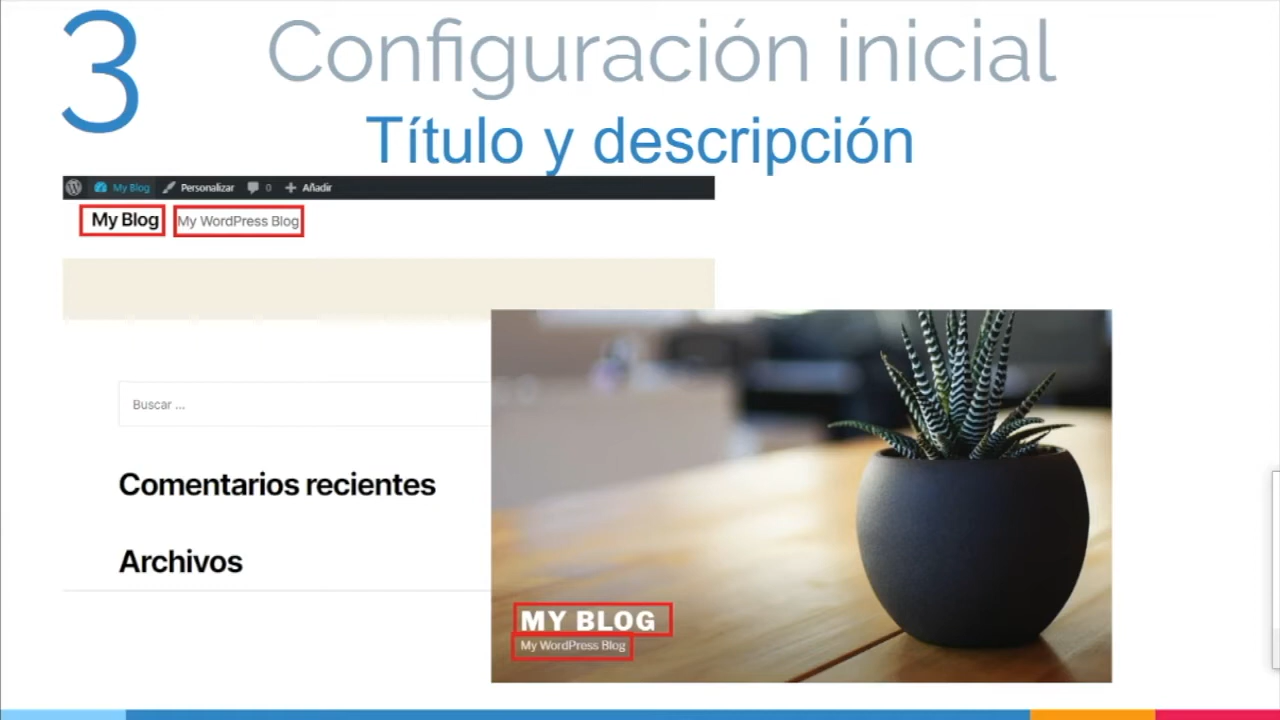 3
Configuración inicial
Título y descripción
My Blog Personalizar 0 Añadir
My Blog My WordPress Blog
Buscar ...
Comentarios recientes
Archivos
MY BLOG
My WordPress Blog